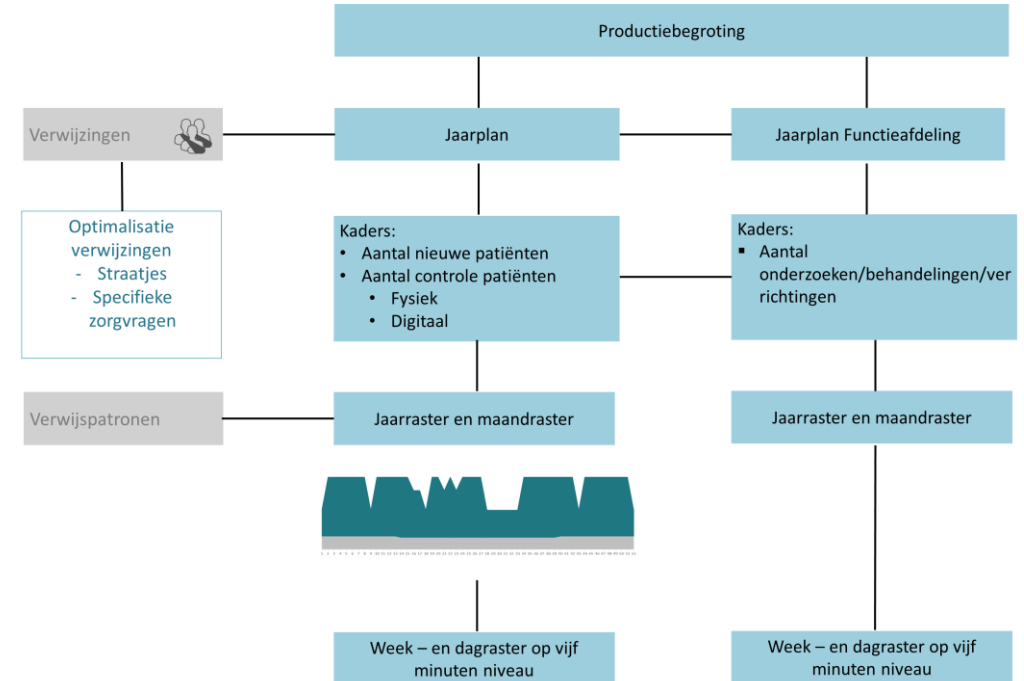 Productiebegroting
Verwijzingen
Jaarplan
Jaarplan Functieafdeling
Optimalisatie
verwijzingen
- Straatjes
- Specifieke
zorgvragen
Kaders:
• Aantal nieuwe patiënten
• Aantal controle patiënten
• Fysiek
• Digitaal
Kaders:
▪ Aantal
onderzoeken/behandelingen/ver
richtingen
Verwijspatronen
Jaarraster en maandraster
Jaarraster en maandraster
Week – en dagraster op vijf
minuten niveau
Week – en dagraster op vijf
minuten niveau